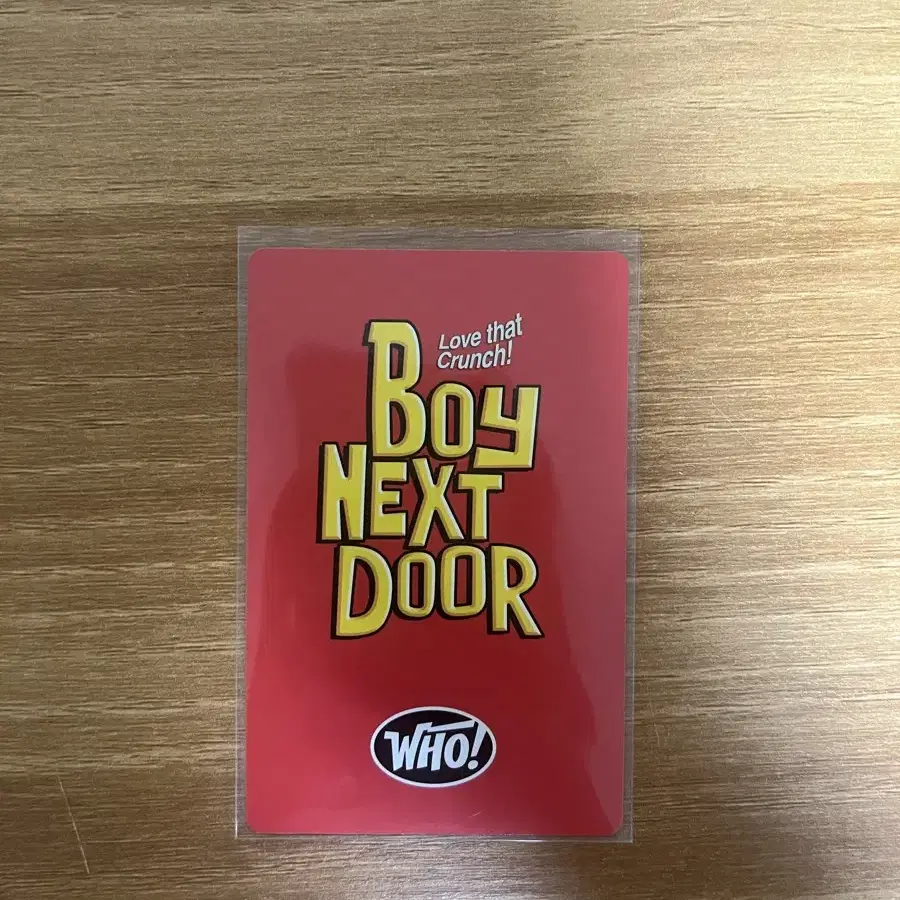 Love that
Crunch!
BOY
NEXT
DOOR
WHO!